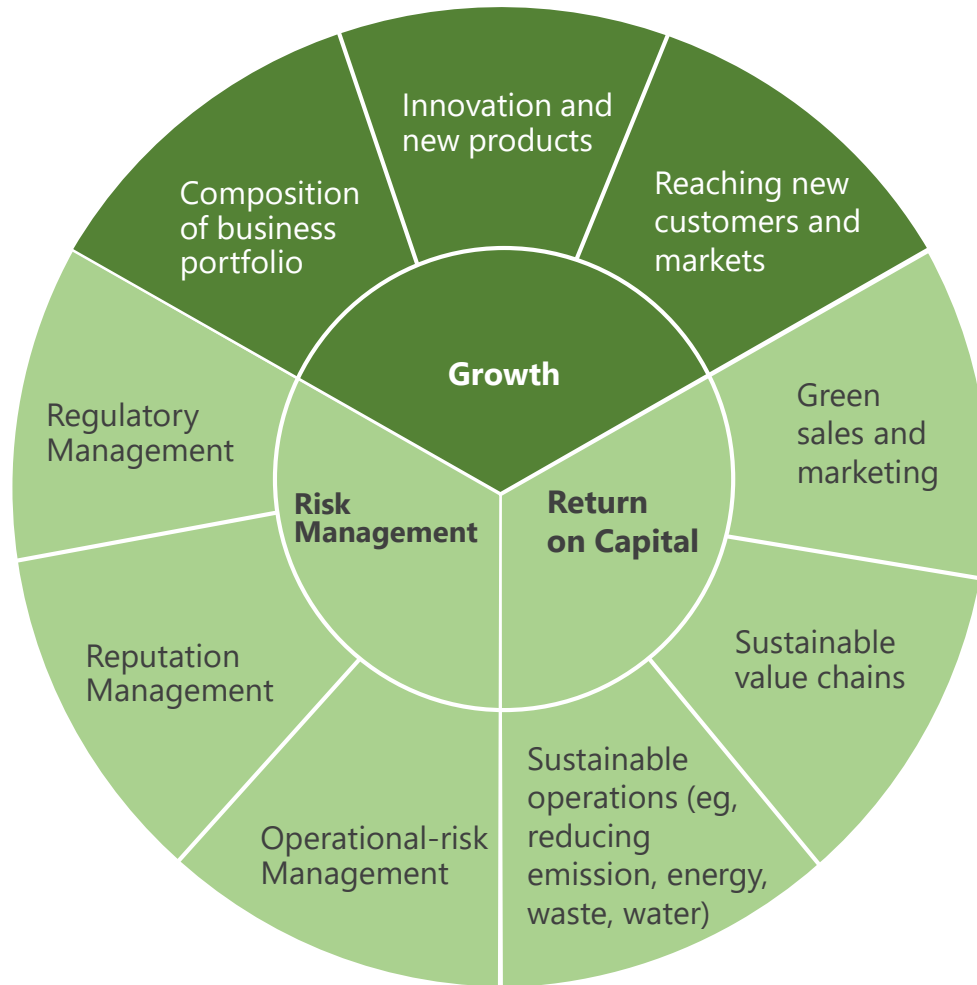 Innovation and
new products
Composition
of business
portfolio
Reaching new
customers and
markets
Growth
Regulatory
Management
Green
sales and
marketing
Risk
Management
Return
on Capital
Reputation
Management
Sustainable
value chains
Operational-risk
Management
Sustainable
operations (eg,
reducing
emission, energy,
waste, water)